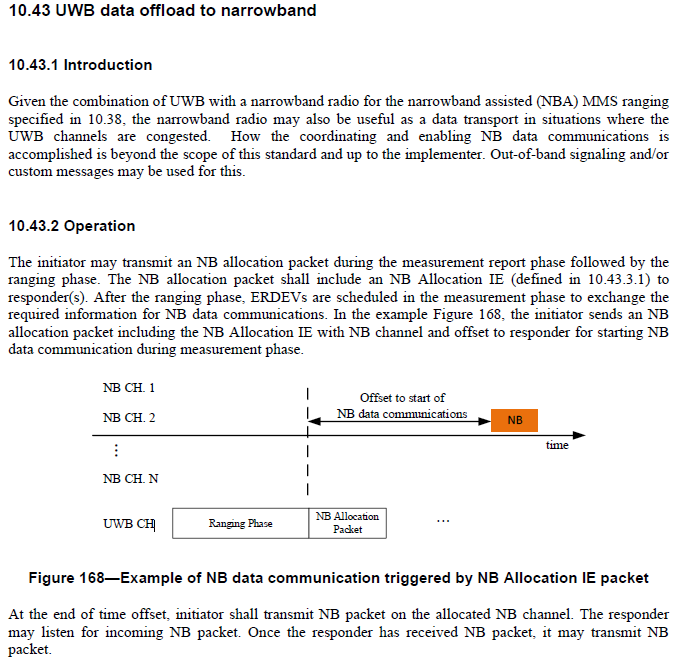 10.43 UWB data offload to narrowband
10.43.1 Introduction
Given the combination of UWB with a narrowband radio for the narrowband assisted (NBA) MMS ranging
specified in 10.38, the narrowband radio may also be useful as a data transport in situations where the
UWB channels are congested. How the coordinating and enabling NB data communications is
accomplished is beyond the scope of this standard and up to the implementer. Out-of-band signaling and/or
custom messages may be used for this.
10.43.2 Operation
The initiator may transmit an NB allocation packet during the measurement report phase followed by the
ranging phase. The NB allocation packet shall include an NB Allocation IE (defined in 10.43.3.1) to
responder(s). After the ranging phase, ERDEVs are scheduled in the measurement phase to exchange the
required information for NB data communications. In the example Figure 168, the initiator sends an NB
allocation packet including the NB Allocation IE with NB channel and offset to responder for starting NB
data communication during measurement phase.
NB CH. 1
Offset to start of
NB CH. 2
NB data communications
NB
time
⋮
NB CH. N
UWB CH
Ranging Phase
NB Allocation
Packet
...
Figure 168—Example of NB data communication triggered by NB Allocation IE packet
At the end of time offset, initiator shall transmit NB packet on the allocated NB channel. The responder
may listen for incoming NB packet. Once the responder has received NB packet, it may transmit NB
packet.